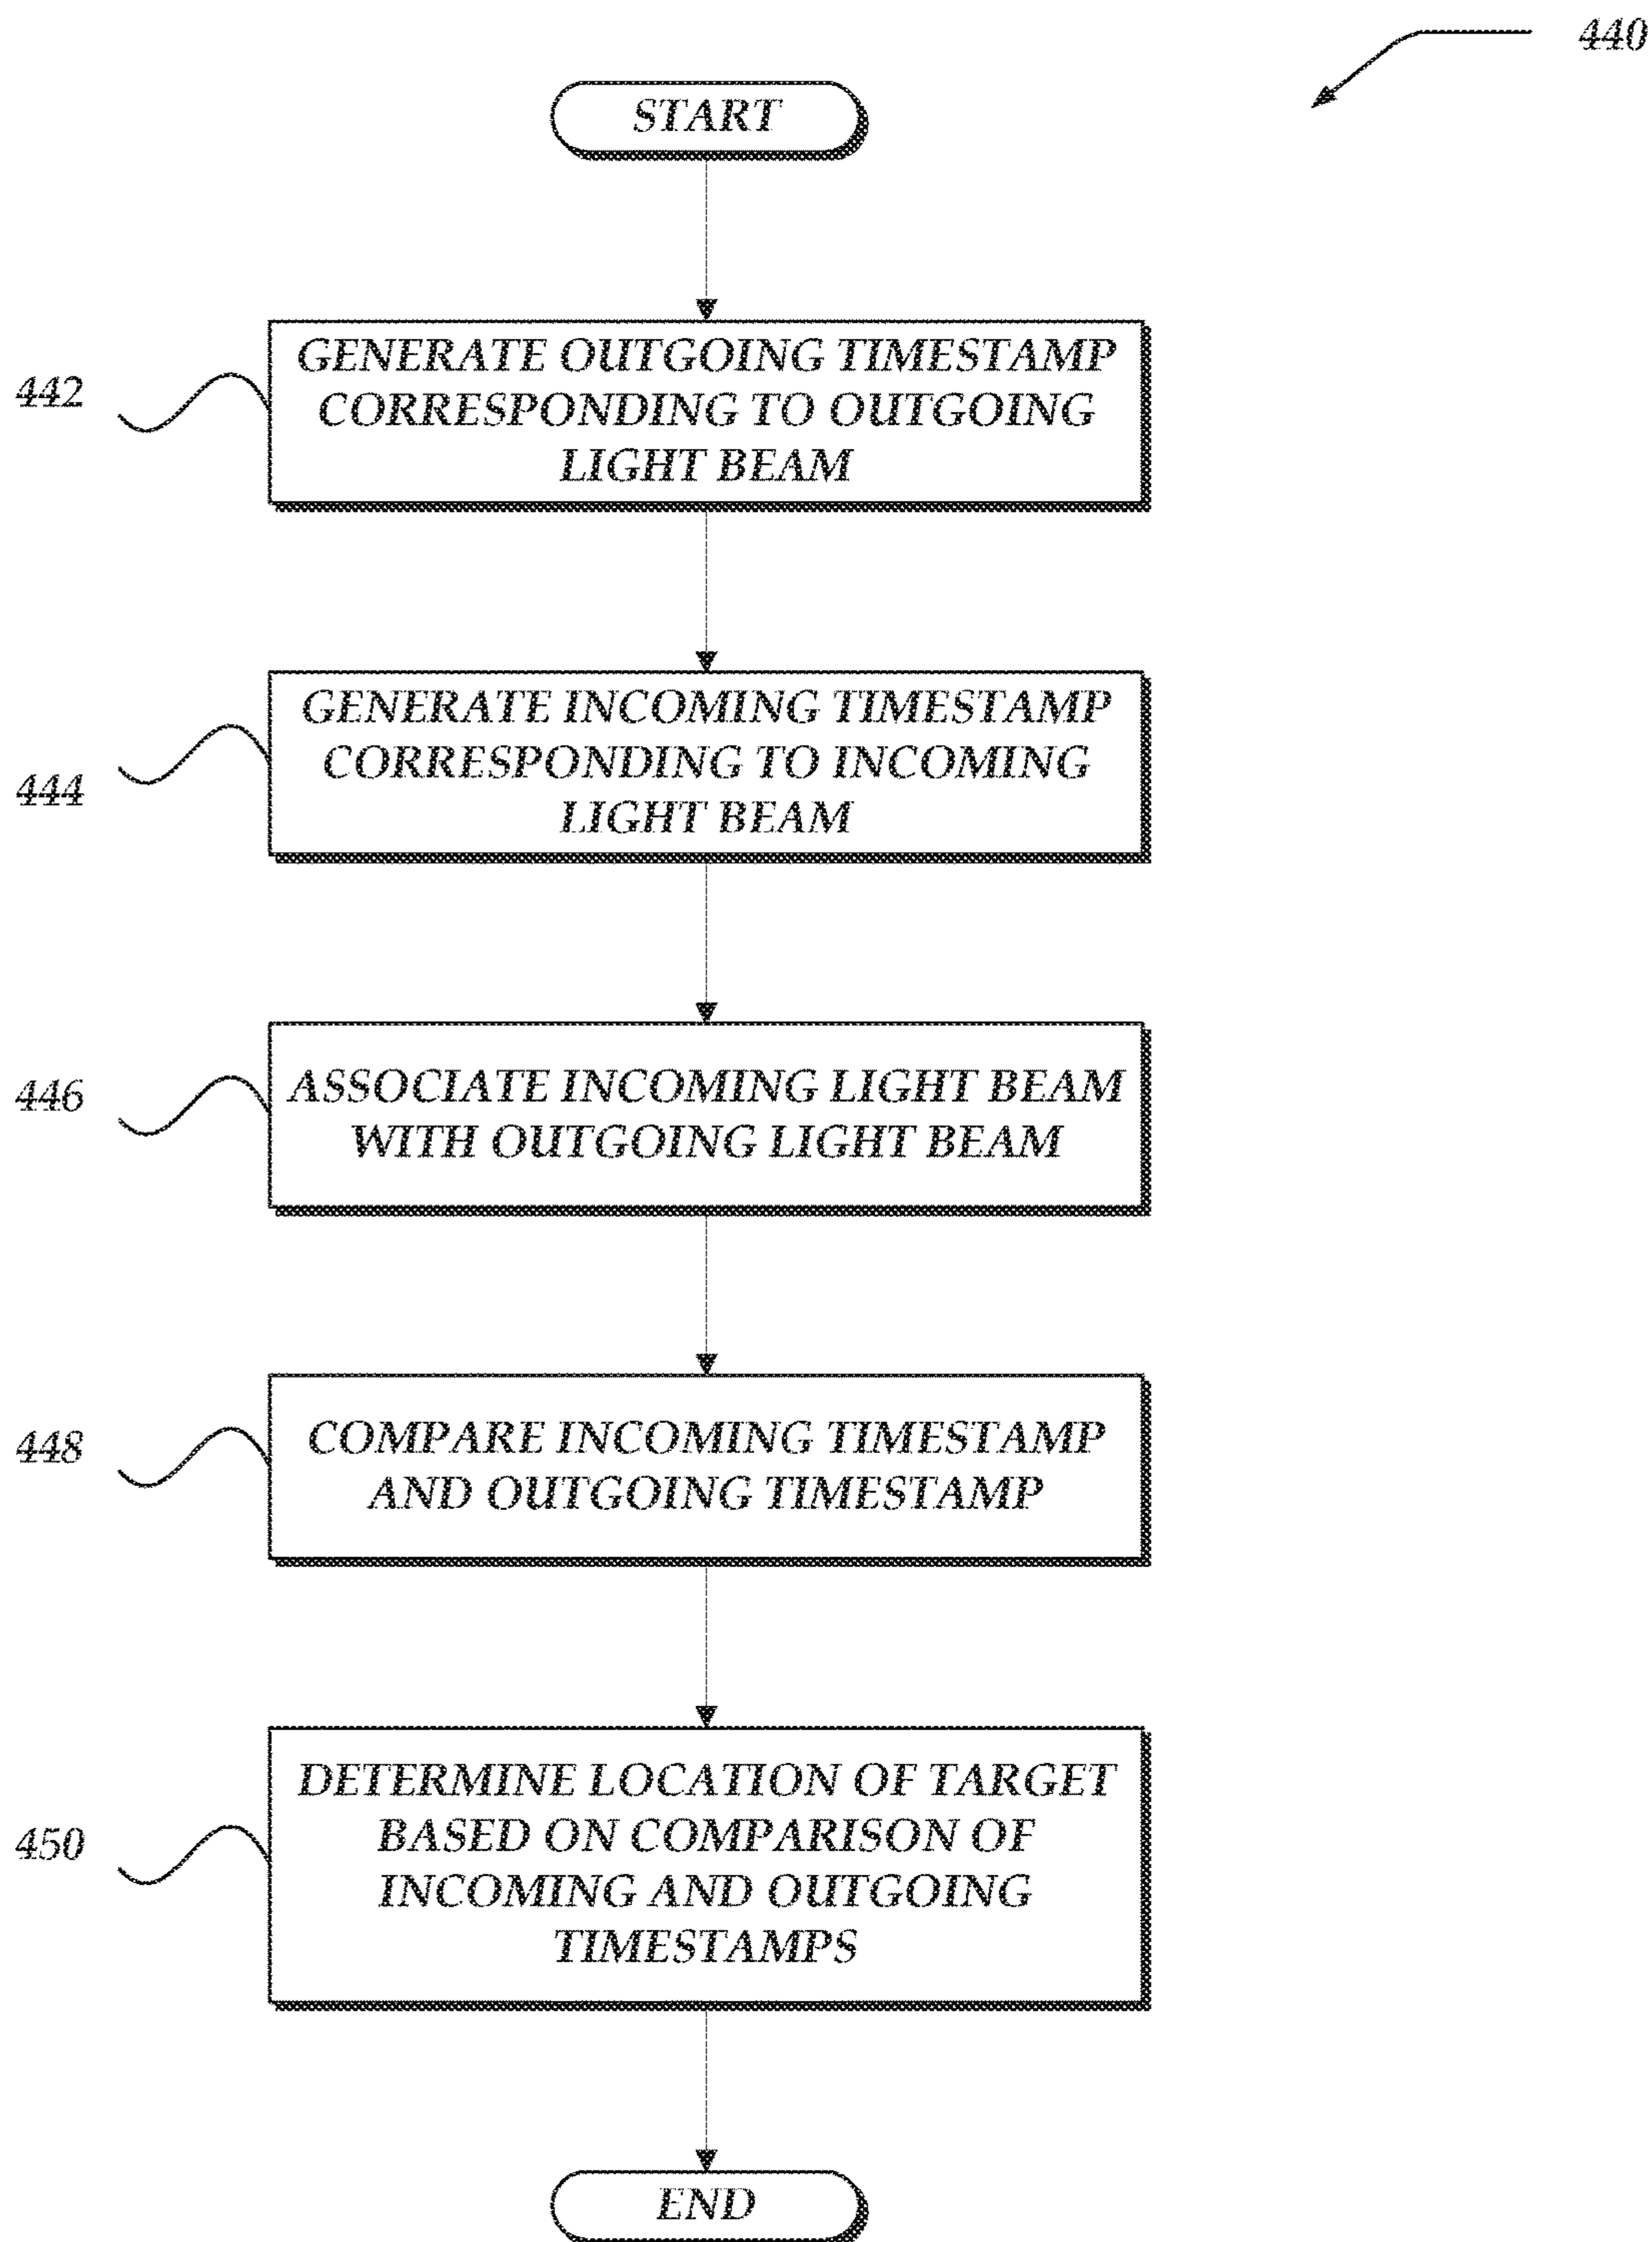 440
START
442
GENERATE OUTGOING TIMESTAMP
CORRESPONDING TO OUTGOING
LIGHT BEAM
444
GENERATE INCOMING TIMESTAMP
CORRESPONDING TO INCOMING
LIGHT BEAM
446
ASSOCIATE INCOMING LIGHT BEAM
WITH OUTGOING LIGHT BEAM
448
COMPARE INCOMING TIMESTAMP
AND OUTGOING TIMESTAMP
450
DETERMINE LOCATION OF TARGET
BASED ON COMPARISON OF
INCOMING AND OUTGOING
TIMESTAMPS
END